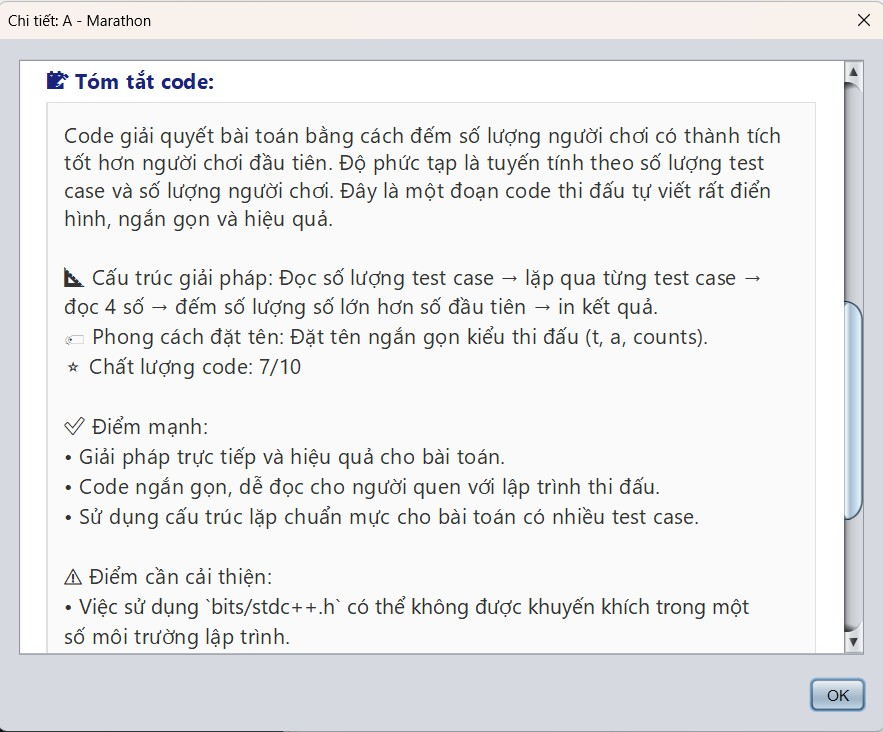 Chi tiết: A - Marathon
Tóm tắt code:
Code giải quyết bài toán bằng cách đếm số lượng người chơi có thành tích
tốt hơn người chơi đầu tiên. Độ phức tạp là tuyến tính theo số lượng test
case và số lượng người chơi. Đây là một đoạn code thi đấu tự viết rất điển
hình, ngắn gọn và hiệu quả.
Cấu trúc giải pháp: Đọc số lượng test case → lặp qua từng test case →
đọc 4 số → đếm số lượng số lớn hơn số đầu tiên → in kết quả.
Phong cách đặt tên: Đặt tên ngắn gọn kiểu thi đấu (t, a, counts).
⭐ Chất lượng code: 7/10
✅ Điểm mạnh:
• Giải pháp trực tiếp và hiệu quả cho bài toán.
• Code ngắn gọn, dễ đọc cho người quen với lập trình thi đấu.
• Sử dụng cấu trúc lặp chuẩn mực cho bài toán có nhiều test case.
⚠ Điểm cần cải thiện:
• Việc sử dụng `bits/stdc++.h` có thể không được khuyến khích trong một
số môi trường lập trình.
OK